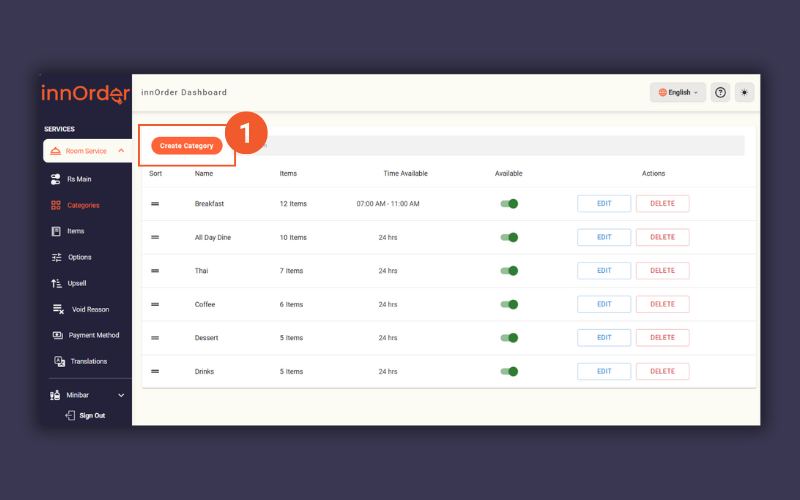 innOrder
innOrder Dashboard
English
SERVICES
Room Service
Rs Main
Categories
Items
Options
Upsell
Void Reason
Payment Method
Translations
Minibar
Sign Out
Create Category
1
Sort Name Items Time Available Available Actions
Breakfast 12 Items 07:00 AM - 11:00 AM EDIT DELETE
All Day Dine 10 Items 24 hrs EDIT DELETE
Thai 7 Items 24 hrs EDIT DELETE
Coffee 6 Items 24 hrs EDIT DELETE
Dessert 5 Items 24 hrs EDIT DELETE
Drinks 5 Items 24 hrs EDIT DELETE